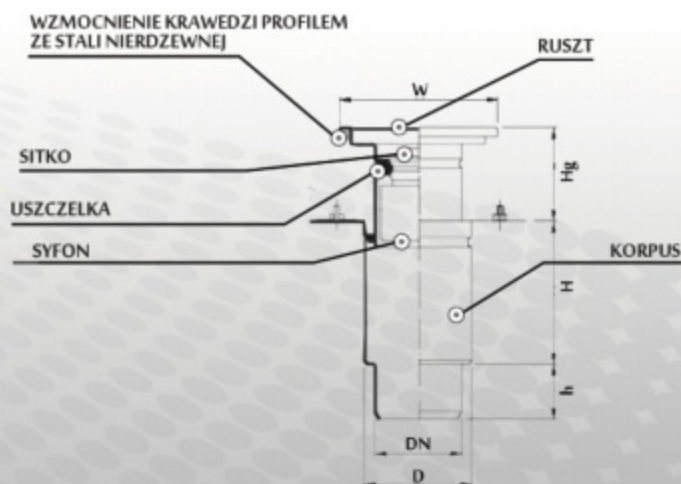 WZMOCNIENIE KRAWEDZI PROFILEM
ZE STALI NIERDZEWNEJ
RUSZT
W
SITKO
Hg
USZCZELKA
SYFON
KORPUS
H
h
DN
D